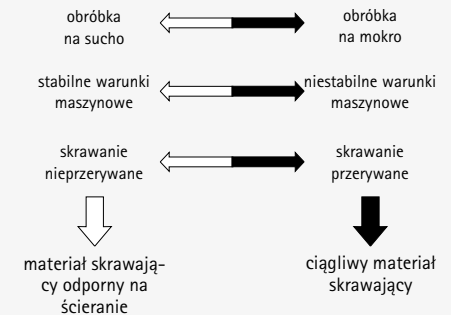 obróbka
na sucho
obróbka
na mokro
stabilne warunki
maszynowe
niestabilne warunki
maszynowe
skrawanie
nieprzerywane
skrawanie
przerywane
materiał skrawają-
cy odporny na
ścieranie
ciągliwy materiał
skrawający